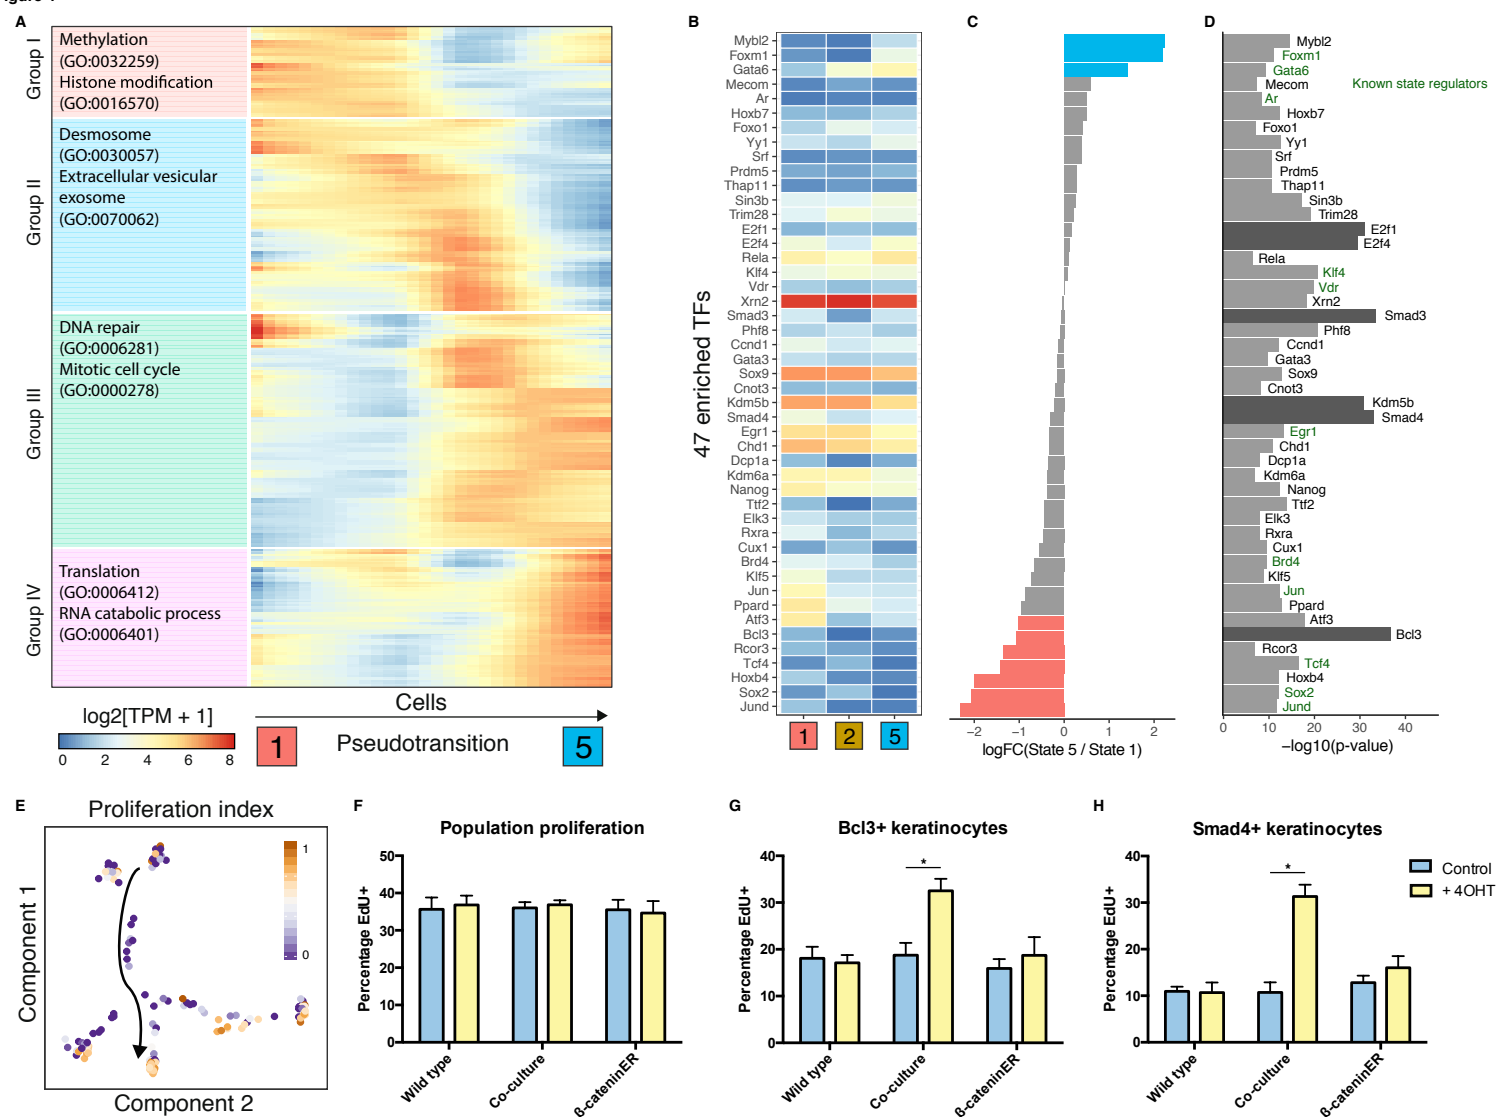 A
Group I
Methylation
(GO:0032259)
Histone modification
(GO:0016570)
Group II
Desmosome
(GO:0030057)
Extracellular vesicular
exosome
(GO:0070062)
Group III
DNA repair
(GO:0006281)
Mitotic cell cycle
(GO:0000278)
Group IV
Translation
(GO:0006412)
RNA catabolic process
(GO:0006401)
log2[TPM + 1]
0 2 4 6 8
Cells
1 Pseudotransition 5
B
47 enriched TFs
Mybl2
Foxm1
Gata6
Mecom
Ar
Hoxb7
Foxo1
Yy1
Srf
Prdm5
Thap11
Sin3b
Trim28
E2f1
E2f4
Rela
Klf4
Vdr
Xrn2
Smad3
Phf8
Ccnd1
Gata3
Sox9
Cnot3
Kdm5b
Smad4
Egr1
Chd1
Dcp1a
Kdm6a
Nanog
Ttf2
Elk3
Rxra
Cux1
Brd4
Klf5
Jun
Ppard
Atf3
Bcl3
Rcor3
Tcf4
Hoxb4
Sox2
Jund
1 2 5
C
−2 −1 0 1 2
logFC(State 5 / State 1)
D
Mybl2
Foxm1
Gata6
Mecom
Known state regulators
Ar
Hoxb7
Foxo1
Yy1
Srf
Prdm5
Thap11
Sin3b
Trim28
E2f1
E2f4
Rela
Klf4
Vdr
Xrn2
Smad3
Phf8
Ccnd1
Gata3
Sox9
Cnot3
Kdm5b
Smad4
Egr1
Chd1
Dcp1a
Kdm6a
Nanog
Ttf2
Elk3
Rxra
Cux1
Brd4
Klf5
Jun
Ppard
Atf3
Bcl3
Rcor3
Tcf4
Hoxb4
Sox2
Jund
0 10 20 30 40
−log10(p-value)
E
Proliferation index
1
0
Component 1
Component 2
F
Population proliferation
Percentage EdU+
50
40
30
20
10
0
Wild type
Co-culture
ß-cateninER
G
Bcl3+ keratinocytes
Percentage EdU+
40
30
20
10
0
*
Wild type
Co-culture
ß-cateninER
H
Smad4+ keratinocytes
Percentage EdU+
40
30
20
10
0
*
Wild type
Co-culture
ß-cateninER
Control
+ 4OHT